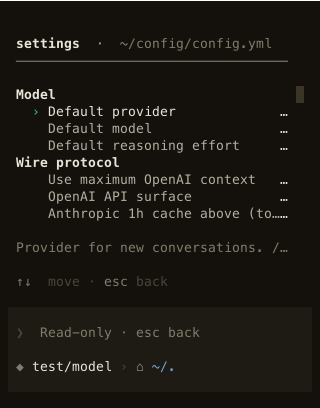 settings · ~/config/config.yml
Model
› Default provider …
Default model …
Default reasoning effort …
Wire protocol
Use maximum OpenAI context …
OpenAI API surface …
Anthropic 1h cache above (to……
Provider for new conversations. /…
↑↓ move · esc back
❯ Read-only · esc back
◆ test/model › ⌂ ~/.